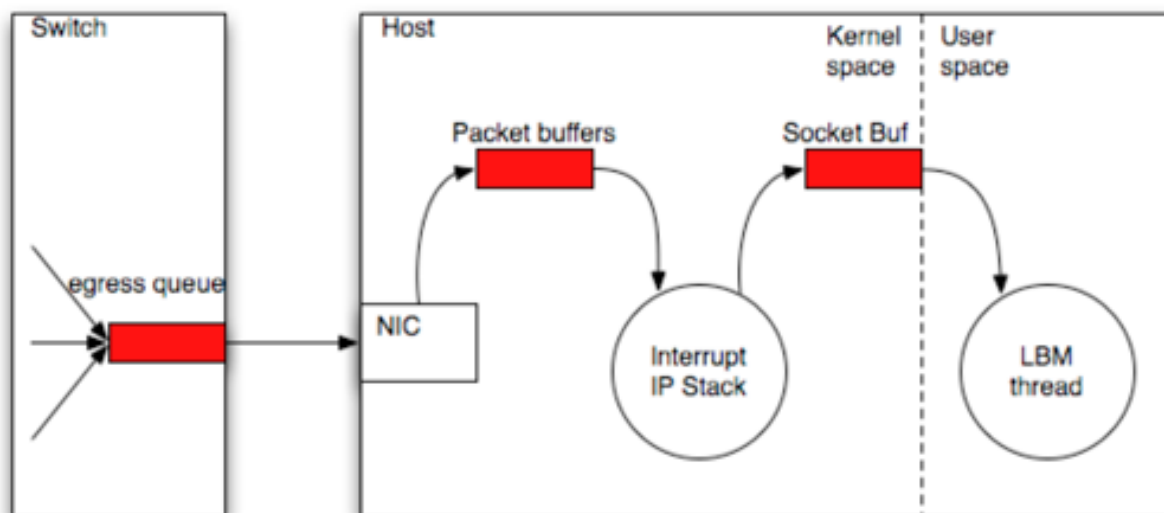 Switch
egress queue
Host
NIC
Packet buffers
Interrupt
IP Stack
Socket Buf
Kernel
space
User
space
LBM
thread